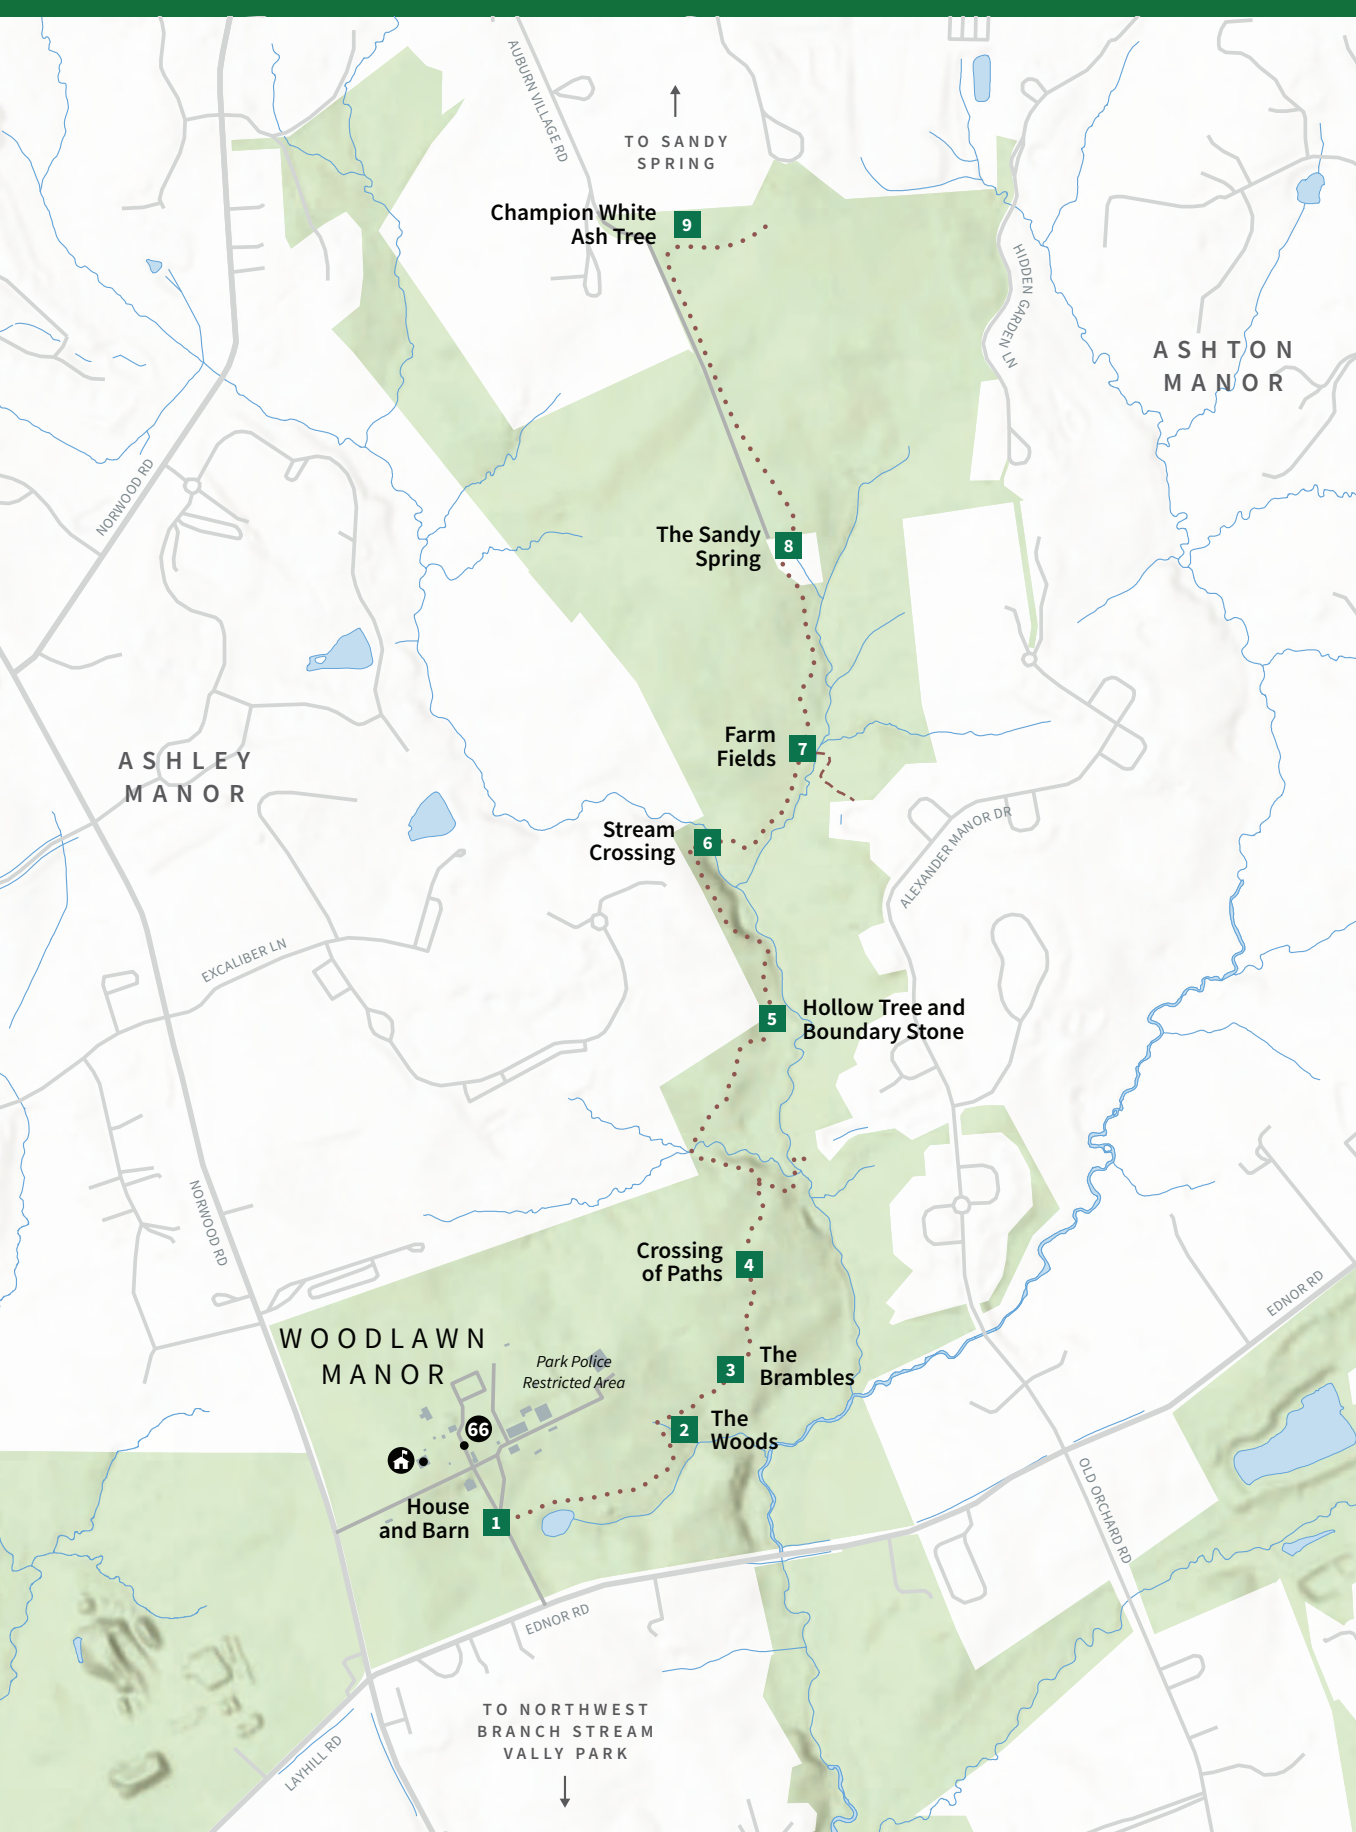 AUBURN VILLAGE RD
TO SANDY
SPRING
Champion White
Ash Tree
9
HIDDEN GARDEN LN
ASHTON
MANOR
NORWOOD RD
The Sandy
Spring
8
Farm
Fields
7
ASHLEY
MANOR
Stream
Crossing
6
ALEXANDER MANOR DR
EXCALIBER LN
5
Hollow Tree and
Boundary Stone
NORWOOD RD
Crossing
of Paths
4
EDNOR RD
WOODLAWN
MANOR
Park Police
Restricted Area
3
The
Brambles
66
2
The
Woods
House
and Barn
1
OLD ORCHARD RD
EDNOR RD
TO NORTHWEST
BRANCH STREAM
VALLY PARK
LAYHILL RD